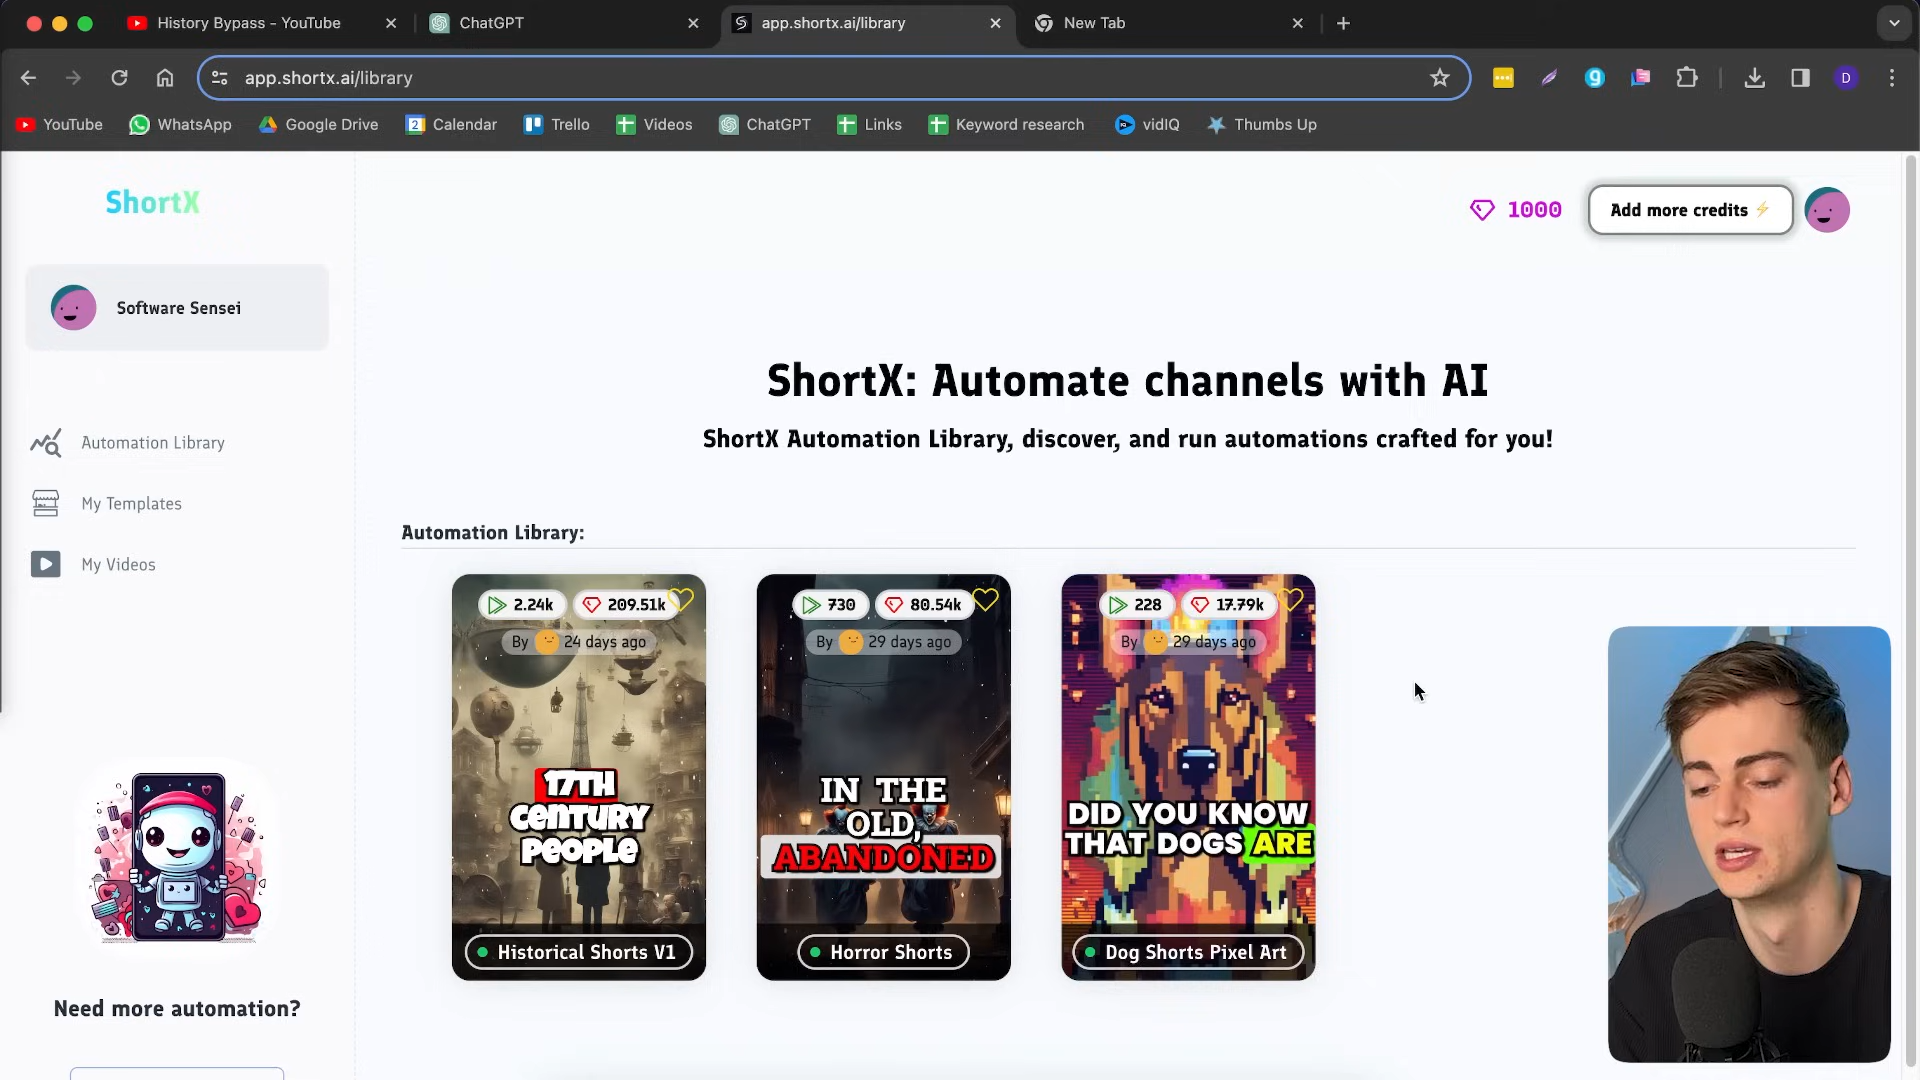 History Bypass - YouTube
ChatGPT
app.shortx.ai/library
New Tab
app.shortx.ai/library
D
YouTube
WhatsApp
Google Drive
Calendar
Trello
Videos
ChatGPT
Links
Keyword research
vidIQ
Thumbs Up
ShortX
1000
Add more credits
Software Sensei
Automation Library
My Templates
My Videos
Need more automation?
ShortX: Automate channels with AI
ShortX Automation Library, discover, and run automations crafted for you!
Automation Library:
2.24k 209.51k
By 24 days ago
17TH
CENTURY
PEOPLE
Historical Shorts V1
730 80.54k
By 29 days ago
IN THE
OLD,
ABANDONED
Horror Shorts
228 17.79k
By 29 days ago
DID YOU KNOW
THAT DOGS ARE
Dog Shorts Pixel Art